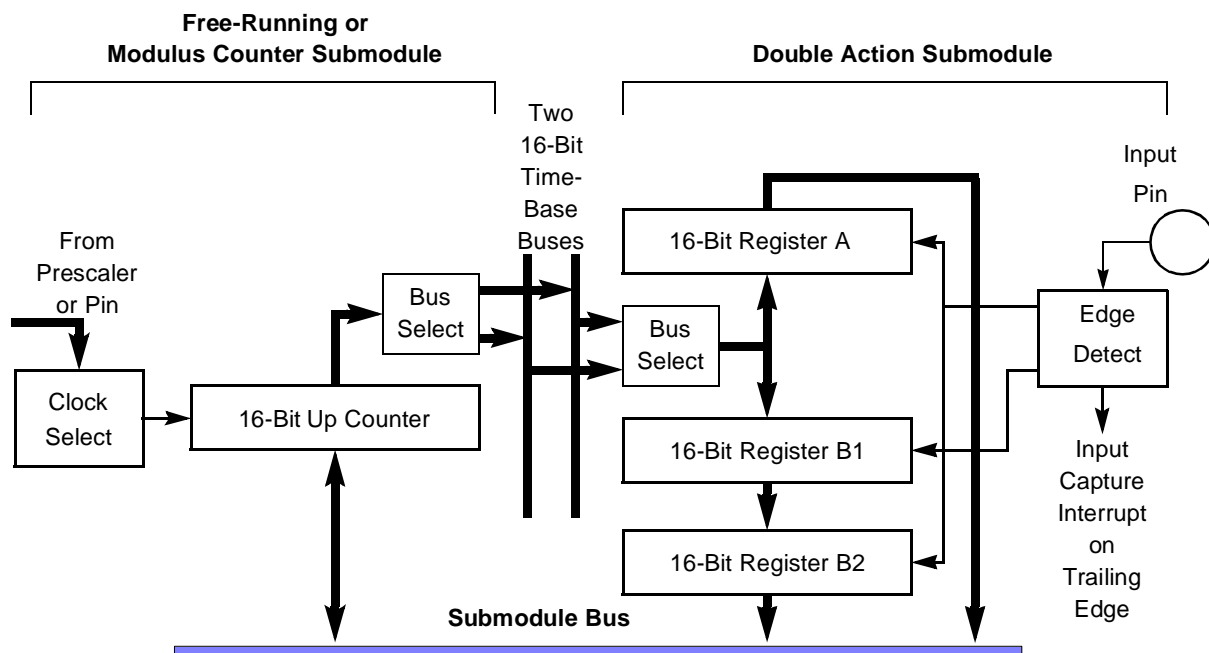 Free-Running or
Modulus Counter Submodule
Double Action Submodule
Two
16-Bit
Time-
Base
Buses
Input
Pin
From
Prescaler
or Pin
Clock
Select
16-Bit Up Counter
Bus
Select
Bus
Select
16-Bit Register A
16-Bit Register B1
16-Bit Register B2
Edge
Detect
Input
Capture
Interrupt
on
Trailing
Edge
Submodule Bus